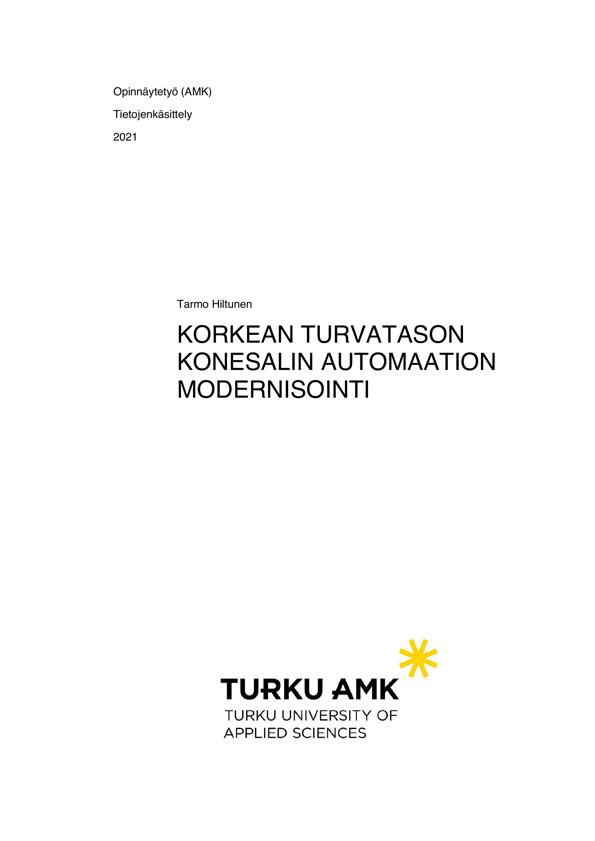 Opinnäytetyö (AMK)
Tietojenkäsittely
2021
Tarmo Hiltunen
KORKEAN TURVATASON
KONESALIN AUTOMAATION
MODERNISOINTI
TURKU AMK
TURKU UNIVERSITY OF
APPLIED SCIENCES